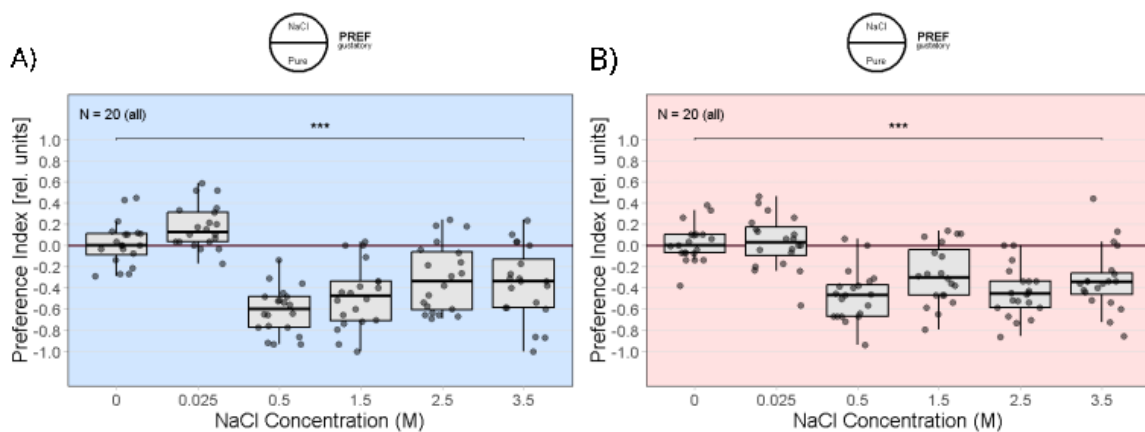 A)
NaCl
Pure
PREF
gustatory
N = 20 (all)
***
Preference Index [rel. units]
1.0
0.8
0.6
0.4
0.2
0.0
-0.2
-0.4
-0.6
-0.8
-1.0
0 0.025 0.5 1.5 2.5 3.5
NaCl Concentration (M)
B)
NaCl
Pure
PREF
gustatory
N = 20 (all)
***
Preference Index [rel. units]
1.0
0.8
0.6
0.4
0.2
0.0
-0.2
-0.4
-0.6
-0.8
-1.0
0 0.025 0.5 1.5 2.5 3.5
NaCl Concentration (M)